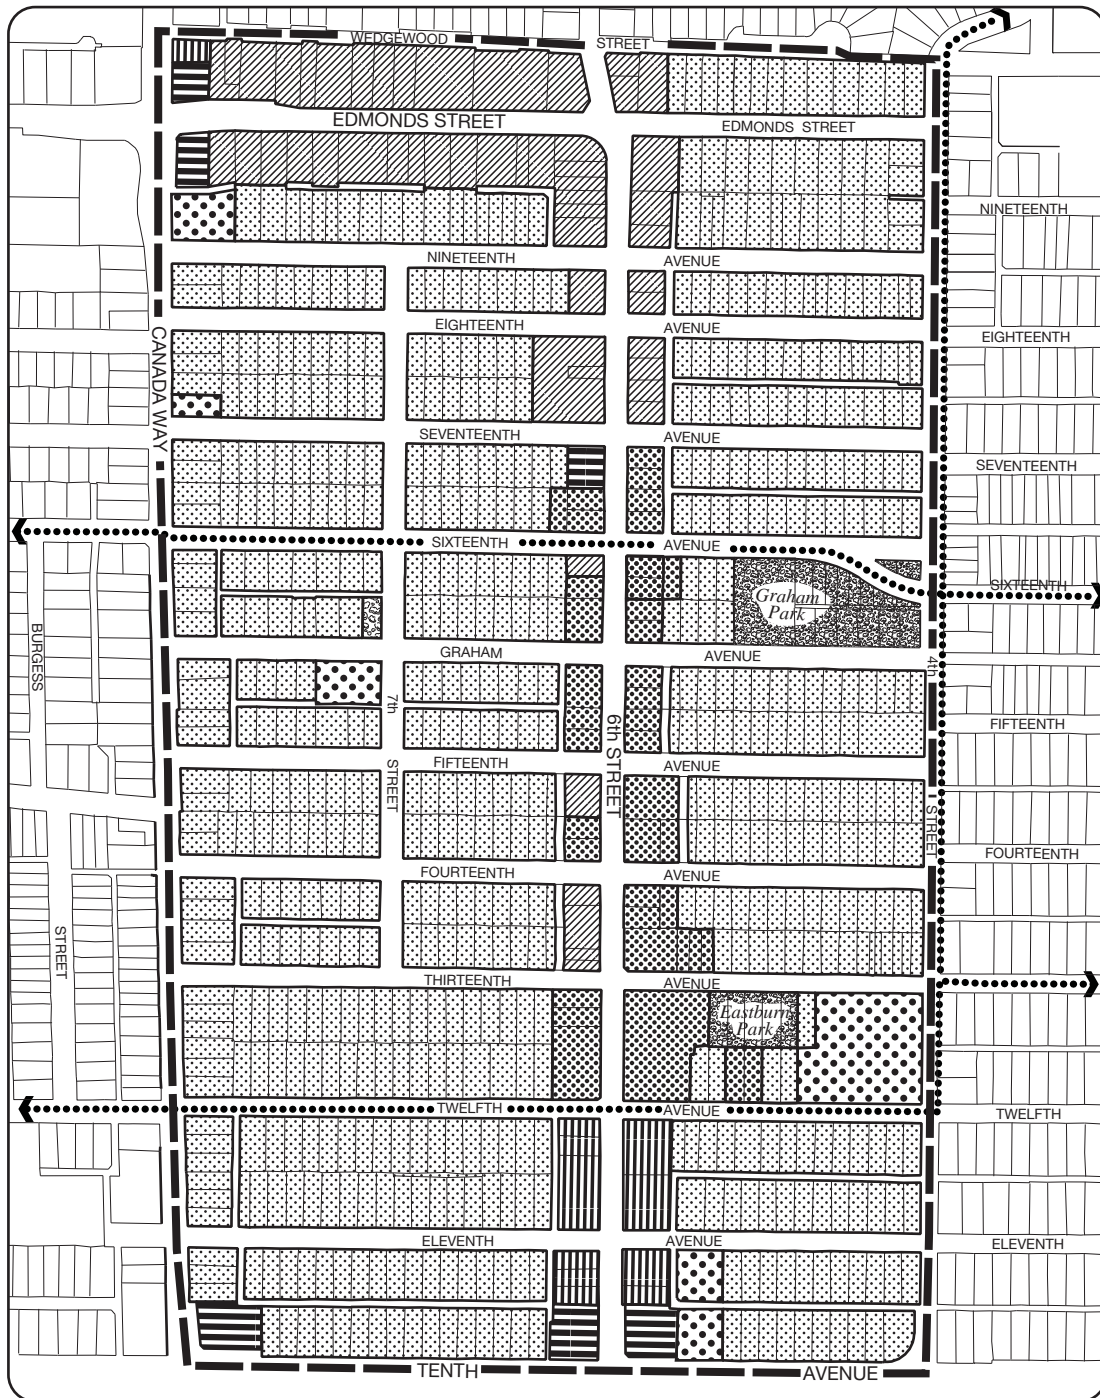 WEDGEWOOD STREET
EDMONDS STREET
EDMONDS STREET
NINETEENTH
NINETEENTH AVENUE
EIGHTEENTH AVENUE
EIGHTEENTH
CANADA WAY
SEVENTEENTH AVENUE
SEVENTEENTH
SIXTEENTH AVENUE
SIXTEENTH
Graham
Park
BURGESS
STREET
GRAHAM AVENUE
4th
STREET
7th
STREET
6th STREET
FIFTEENTH
FIFTEENTH AVENUE
FOURTEENTH
FOURTEENTH AVENUE
THIRTEENTH AVENUE
Eastburn
Park
TWELFTH AVENUE
TWELFTH
ELEVENTH AVENUE
ELEVENTH
TENTH AVENUE